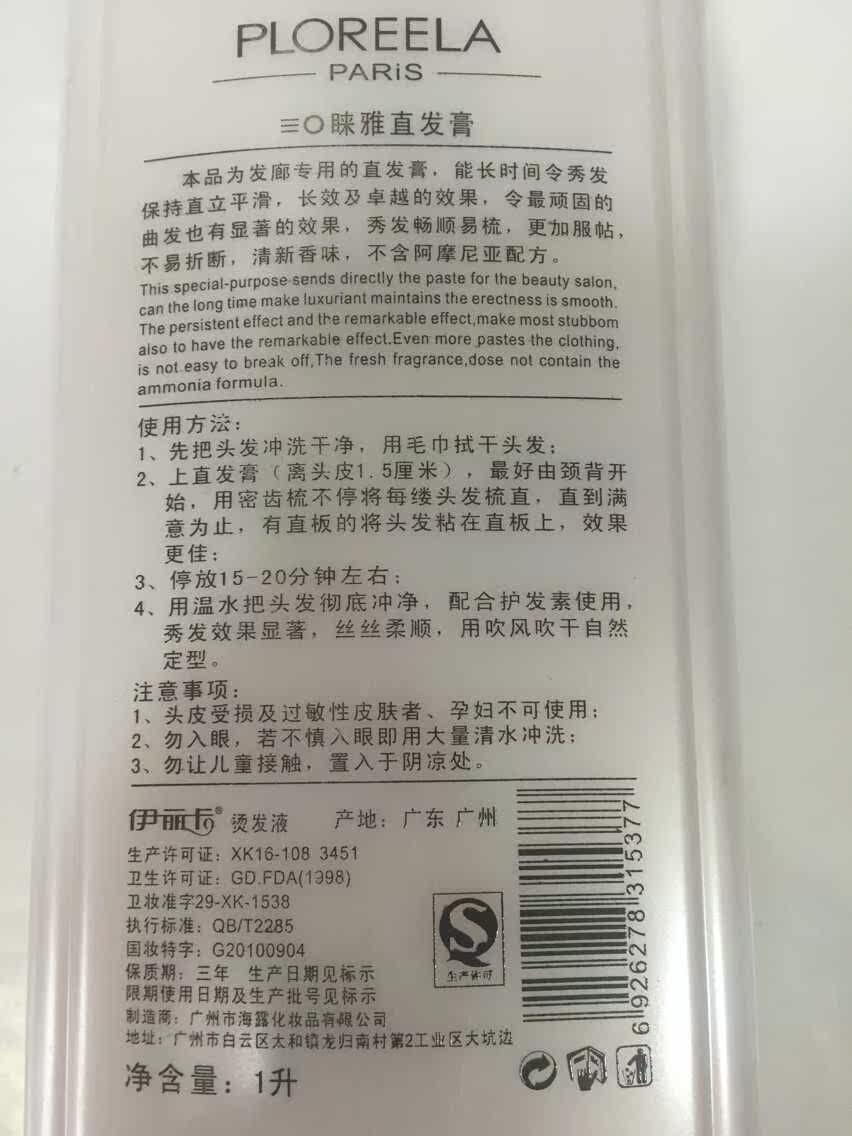 PLOREELA
PARiS
三〇睐雅直发膏
本品为发廊专用的直发膏，能长时间令秀发
保持直立平滑，长效及卓越的效果，令最顽固的
曲发也有显著的效果，秀发畅顺易梳，更加服帖，
不易折断，清新香味，不含阿摩尼亚配方。
This special-purpose sends directly the paste for the beauty salon,
can the long time make luxuriant maintains the erectness is smooth.
The persistent effect and the remarkable effect,make most stubbom
also to have the remarkable effect.Even more pastes the clothing,
is not easy to break off,The fresh fragrance,dose not contain the
ammonia formula.
使用方法：
1、先把头发冲洗干净，用毛巾拭干头发；
2、上直发膏（离头皮1.5厘米），最好由颈背开
始，用密齿梳不停将每缕头发梳直，直到满
意为止，有直板的将头发粘在直板上，效果
更佳；
3、停放15-20分钟左右；
4、用温水把头发彻底冲净，配合护发素使用，
秀发效果显著，丝丝柔顺，用吹风吹干自然
定型。
注意事项：
1、头皮受损及过敏性皮肤者、孕妇不可使用；
2、勿入眼，若不慎入眼即用大量清水冲洗；
3、勿让儿童接触，置入于阴凉处。
伊丽卡® 烫发液 产地：广东 广州
生产许可证：XK16-108 3451
卫生许可证：GD.FDA(1998)
卫妆准字29-XK-1538
执行标准：QB/T2285
国妆特字：G20100904
保质期：三年 生产日期见标示
限期使用日期及生产批号见标示
制造商：广州市海露化妆品有限公司
地址：广州市白云区太和镇龙归南村第2工业区大坑边
净含量：1升
生产许可
6926278315377